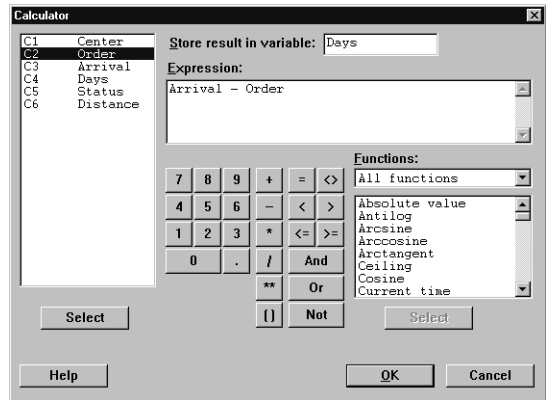 Calculator
C1 Center
C2 Order
C3 Arrival
C4 Days
C5 Status
C6 Distance
Select
Store result in variable: Days
Expression:
Arrival - Order
7 8 9 + = <>
4 5 6 - < >
1 2 3 * <= >=
0 . / And
** Or
() Not
Functions:
All functions
Absolute value
Antilog
Arcsine
Arccosine
Arctangent
Ceiling
Cosine
Current time
Select
Help
OK
Cancel